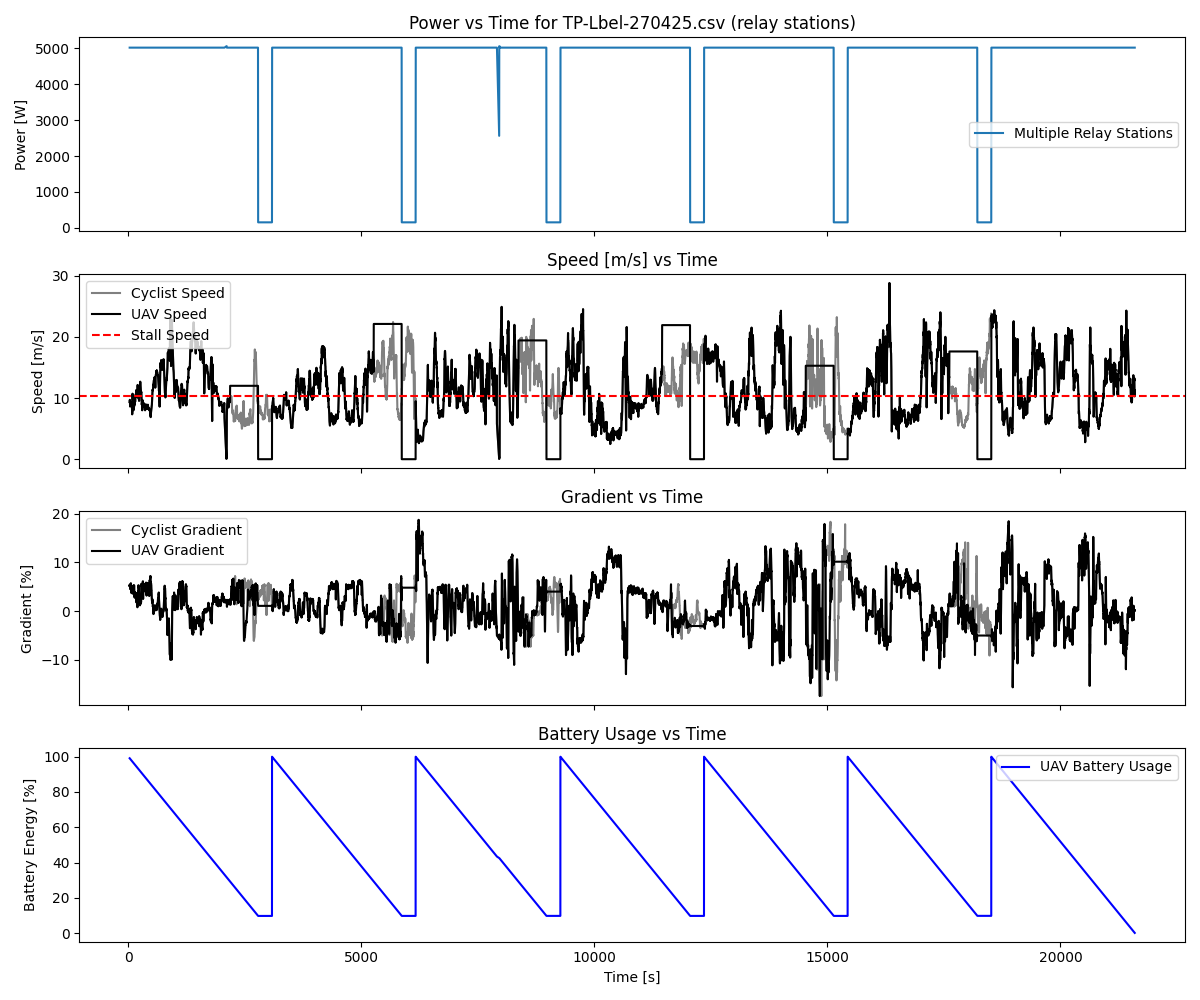 Power vs Time for TP-Lbel-270425.csv (relay stations)
5000
4000
3000
2000
1000
0
Power [W]
Multiple Relay Stations
Speed [m/s] vs Time
30
20
10
0
Speed [m/s]
Cyclist Speed
UAV Speed
Stall Speed
Gradient vs Time
20
10
0
−10
Gradient [%]
Cyclist Gradient
UAV Gradient
Battery Usage vs Time
100
80
60
40
20
0
Battery Energy [%]
UAV Battery Usage
0
5000
10000
15000
20000
Time [s]